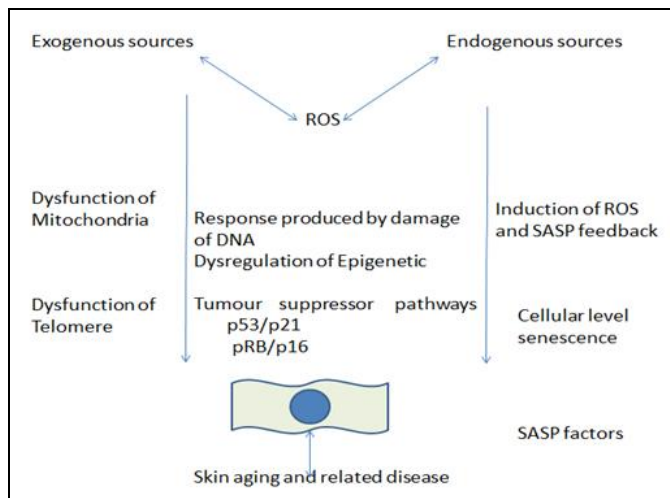 Exogenous sources
Endogenous sources
ROS
Dysfunction of
Mitochondria
Response produced by damage
of DNA
Dysregulation of Epigenetic
Induction of ROS
and SASP feedback
Dysfunction of
Telomere
Tumour suppressor pathways
p53/p21
pRB/p16
Cellular level
senescence
SASP factors
Skin aging and related disease